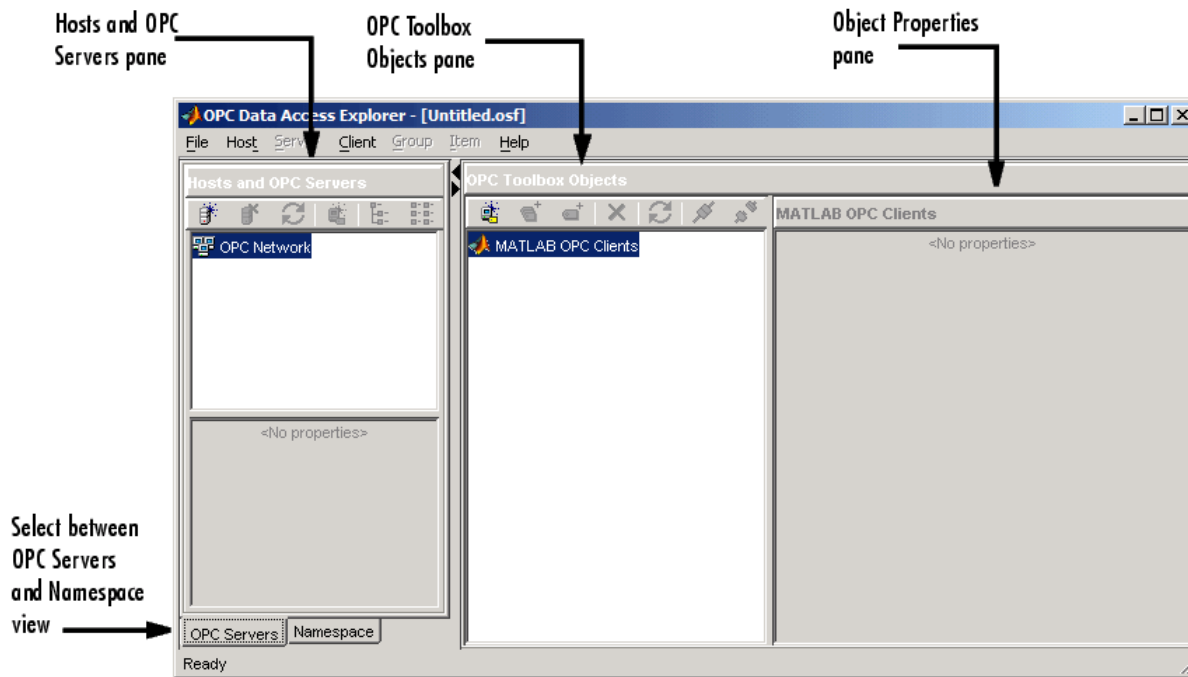 Hosts and OPC
Servers pane
OPC Toolbox
Objects pane
Object Properties
pane
OPC Data Access Explorer - [Untitled.osf]
File Host Server Client Group Item Help
Hosts and OPC Servers
OPC Toolbox Objects
MATLAB OPC Clients
OPC Network
MATLAB OPC Clients
<No properties>
<No properties>
Select between
OPC Servers
and Namespace
view
OPC Servers Namespace
Ready